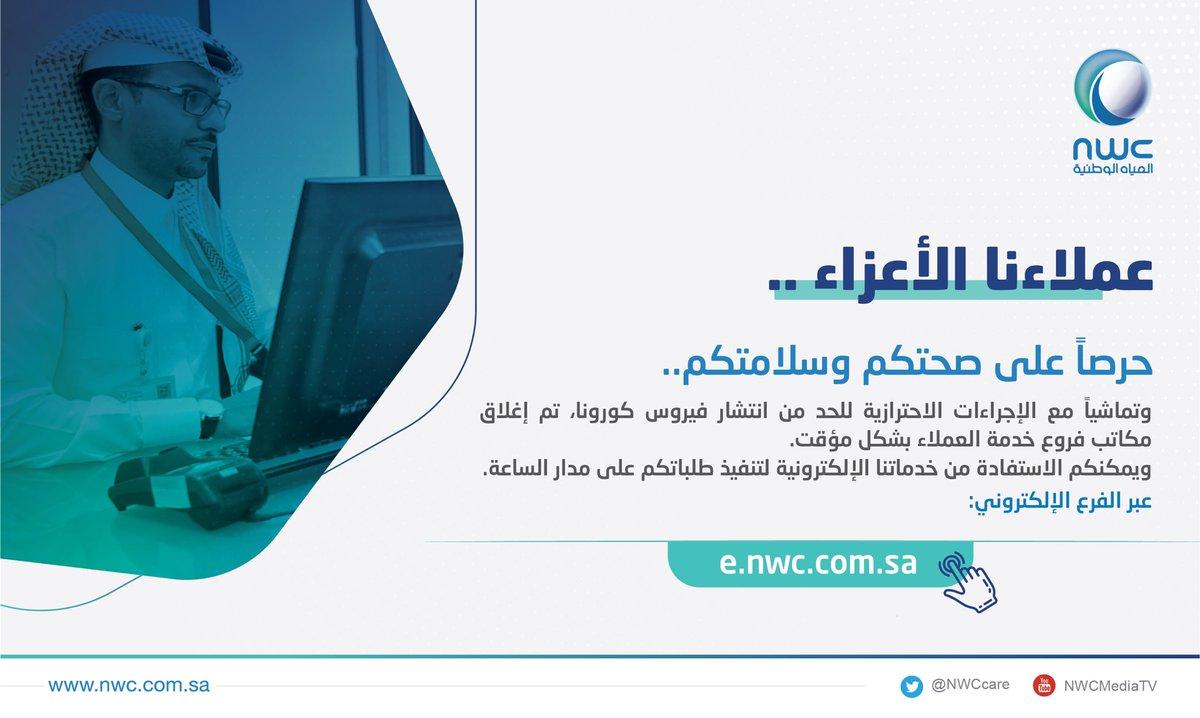 nwc
المياه الوطنية
عملاءنا الأعزاء ..
حرصاً على صحتكم وسلامتكم..
وتماشياً مع الإجراءات الاحترازية للحد من انتشار فيروس كورونا، تم إغلاق
مكاتب فروع خدمة العملاء بشكل مؤقت.
ويمكنكم الاستفادة من خدماتنا الإلكترونية لتنفيذ طلباتكم على مدار الساعة.
عبر الفرع الإلكتروني:
e.nwc.com.sa
www.nwc.com.sa
@NWCcare
You Tube NWCMediaTV